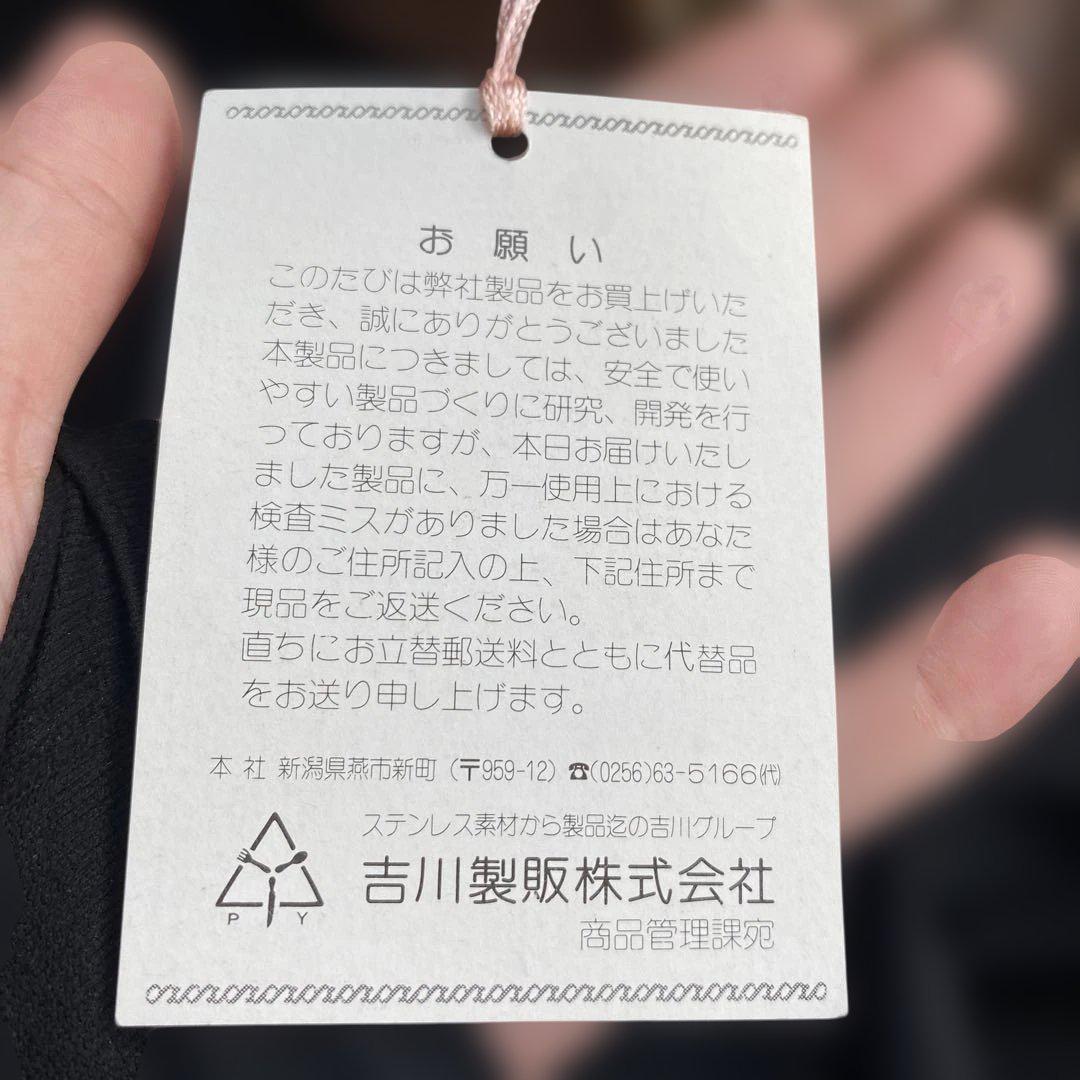 お願い
このたびは弊社製品をお買上げいた
だき、誠にありがとうございました
本製品につきましては、安全で使い
やすい製品づくりに研究、開発を行
っておりますが、本日お届けいたし
ました製品に、万一使用上における
検査ミスがありました場合はあなた
様のご住所記入の上、下記住所まで
現品をご返送ください。
直ちにお立替郵送料とともに代替品
をお送り申し上げます。
本社 新潟県燕市新町 (〒959-12) ☎(0256)63-5166(代)
ステンレス素材から製品迄の吉川グループ
吉川製販株式会社
商品管理課宛
P Y